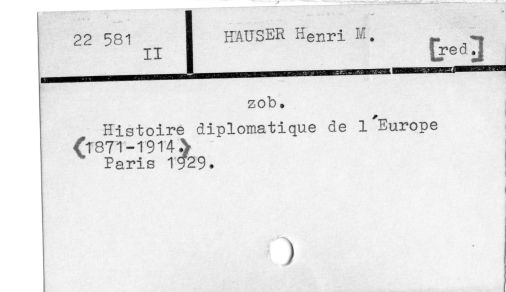 22 581
II
HAUSER Henri M.
[red.]
zob.
Histoire diplomatique de l'Europe
(1871-1914.)
Paris 1929.